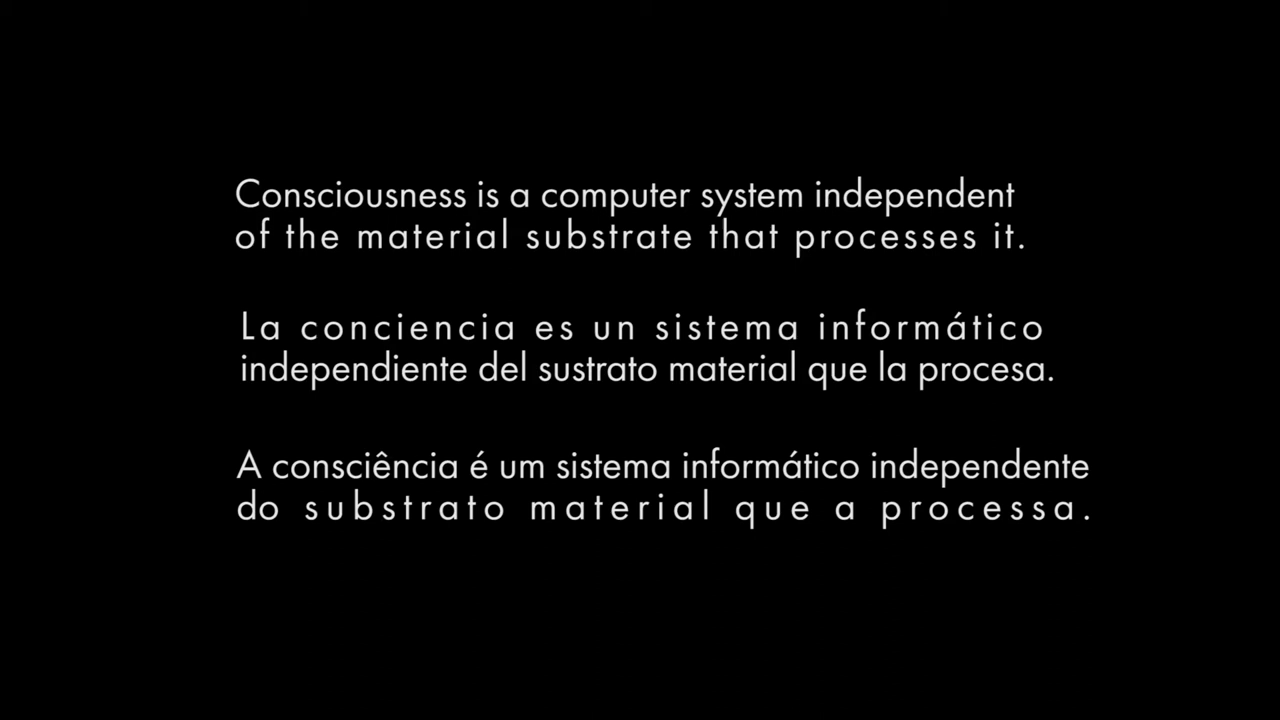 Consciousness is a computer system independent
of the material substrate that processes it.
La conciencia es un sistema informático
independiente del sustrato material que la procesa.
A consciência é um sistema informático independente
do substrato material que a processa.